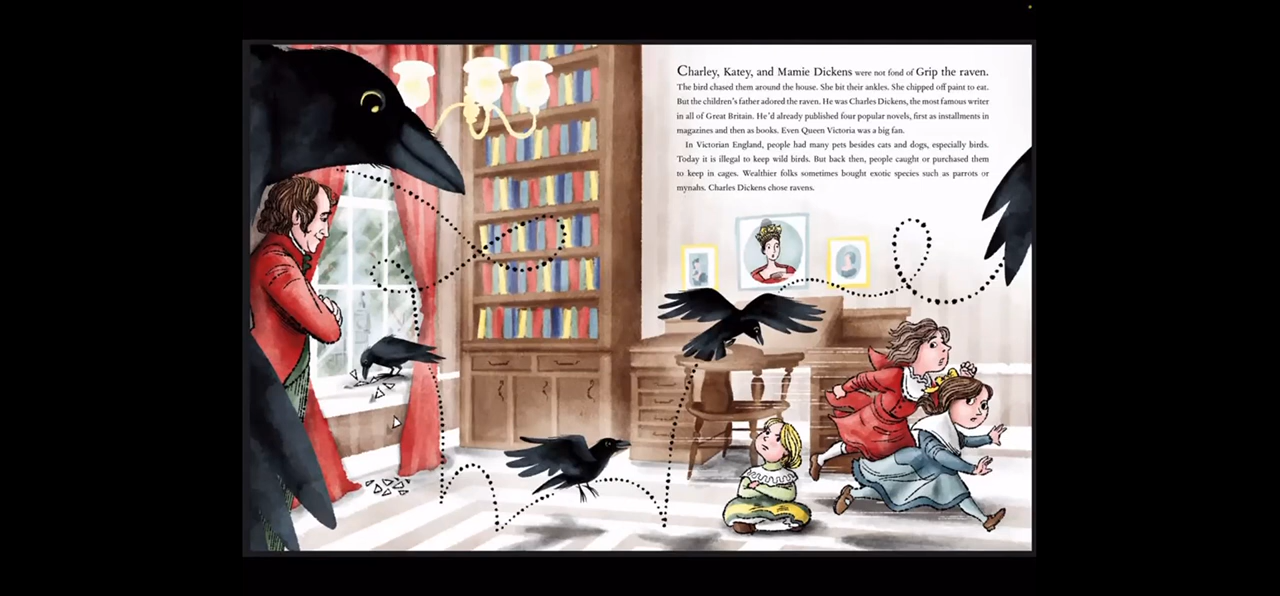 Charley, Katey, and Mamie Dickens were not fond of Grip the raven.
The bird chased them around the house. She bit their ankles. She chipped off paint to eat.
But the children's father adored the raven. He was Charles Dickens, the most famous writer
in all of Great Britain. He'd already published four popular novels, first as installments in
magazines and then as books. Even Queen Victoria was a big fan.
In Victorian England, people had many pets besides cats and dogs, especially birds.
Today it is illegal to keep wild birds. But back then, people caught or purchased them
to keep in cages. Wealthier folks sometimes bought exotic species such as parrots or
mynahs. Charles Dickens chose ravens.